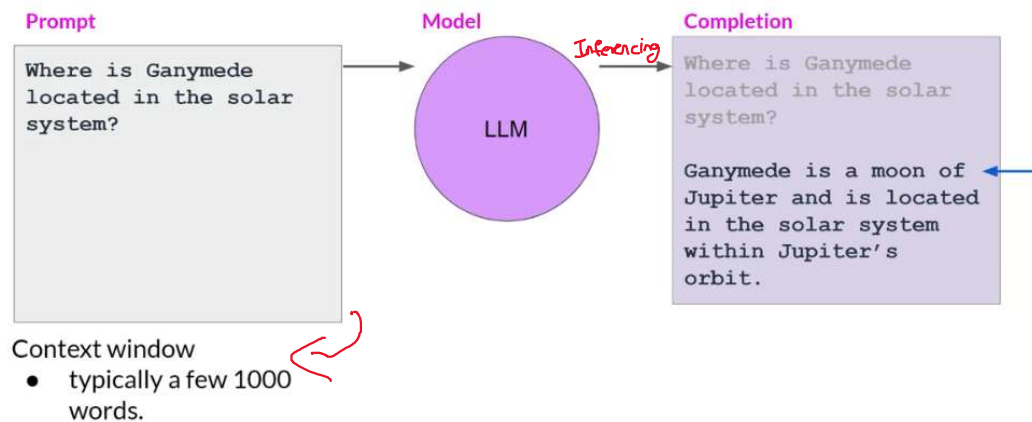 Prompt
Where is Ganymede
located in the solar
system?
Context window
● typically a few 1000
words.
Model
LLM
Inferencing
Completion
Where is Ganymede
located in the solar
system?
Ganymede is a moon of
Jupiter and is located
in the solar system
within Jupiter’s
orbit.